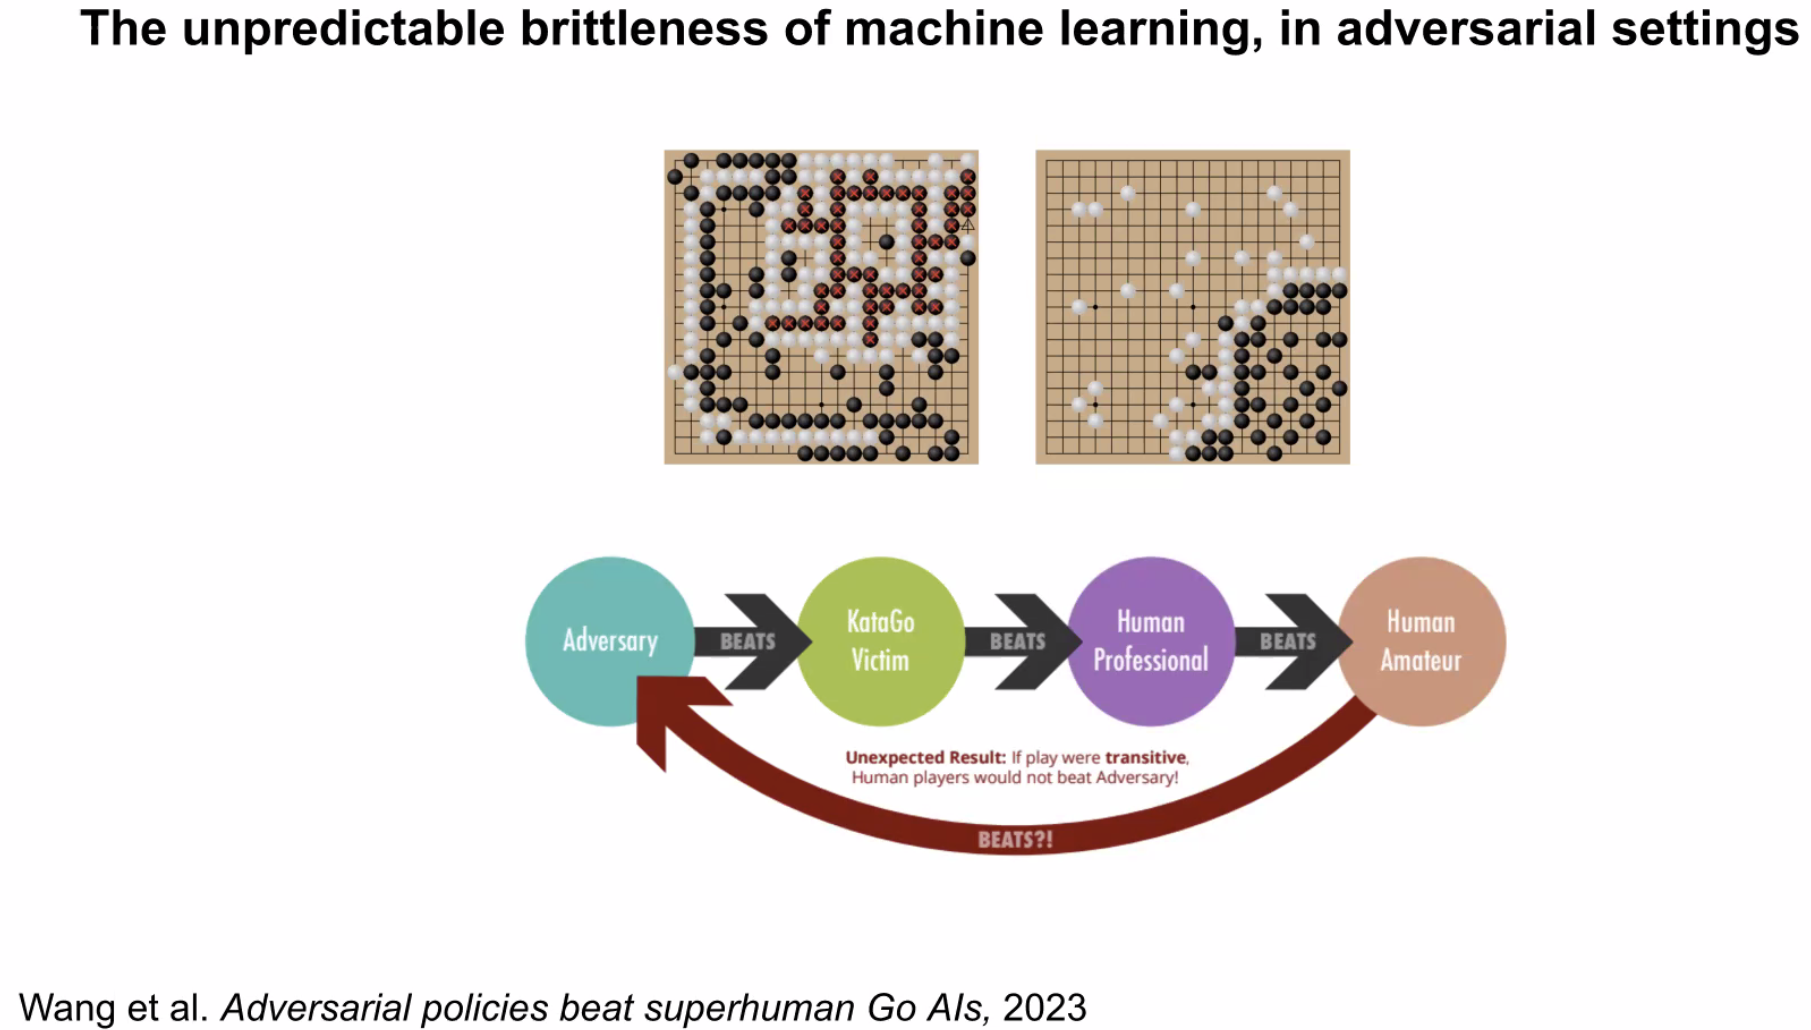 The unpredictable brittleness of machine learning, in adversarial settings
Adversary
BEATS
KataGo
Victim
BEATS
Human
Professional
BEATS
Human
Amateur
Unexpected Result: If play were transitive,
Human players would not beat Adversary!
BEATS?!
Wang et al. Adversarial policies beat superhuman Go AIs, 2023